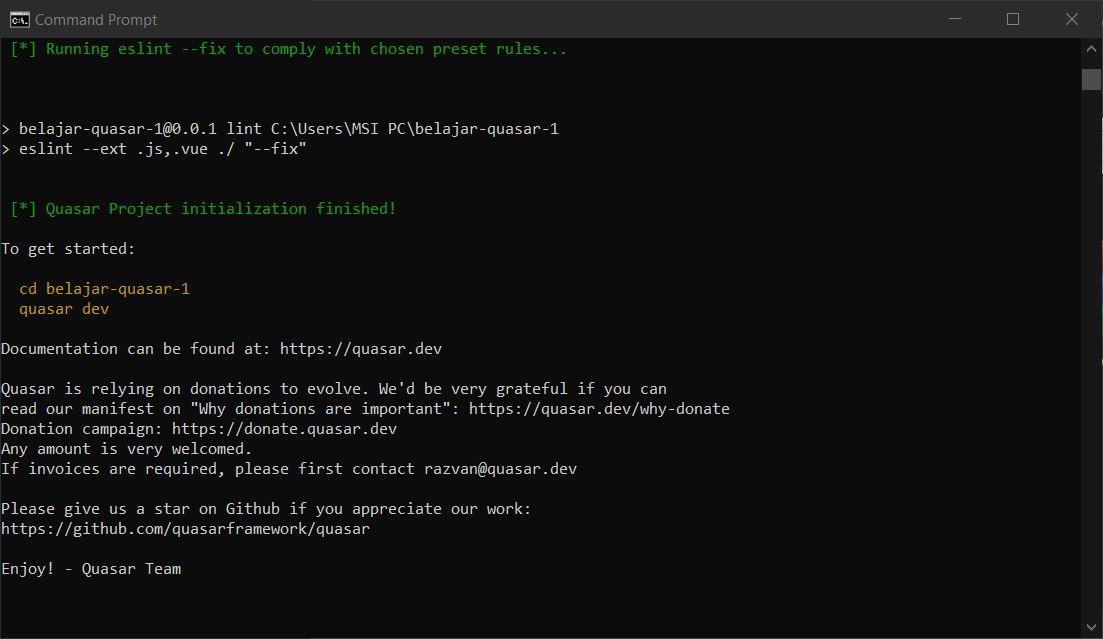 Command Prompt
[*] Running eslint --fix to comply with chosen preset rules...
> belajar-quasar-1@0.0.1 lint C:\Users\MSI PC\belajar-quasar-1
> eslint --ext .js,.vue ./ "--fix"
[*] Quasar Project initialization finished!
To get started:
cd belajar-quasar-1
quasar dev
Documentation can be found at: https://quasar.dev
Quasar is relying on donations to evolve. We'd be very grateful if you can
read our manifest on "Why donations are important": https://quasar.dev/why-donate
Donation campaign: https://donate.quasar.dev
Any amount is very welcomed.
If invoices are required, please first contact razvan@quasar.dev
Please give us a star on Github if you appreciate our work:
https://github.com/quasarframework/quasar
Enjoy! - Quasar Team